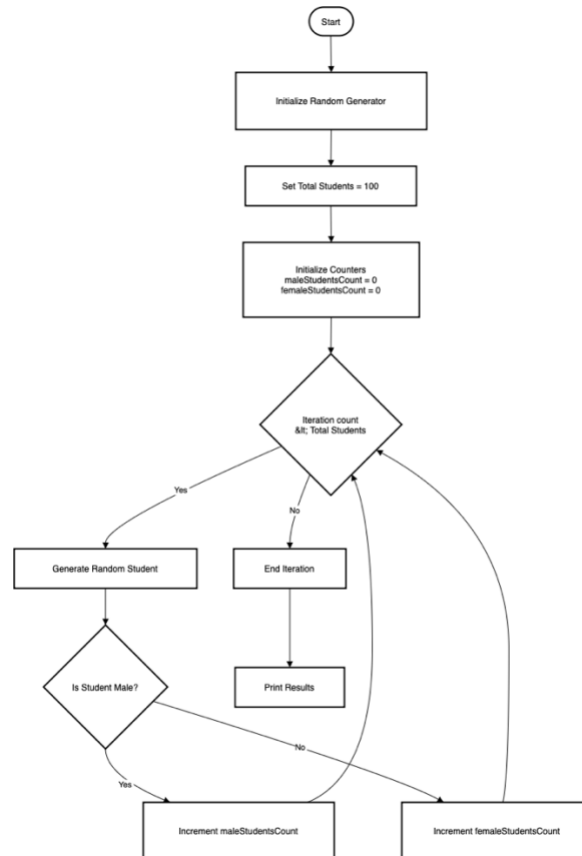 Start
Initialize Random Generator
Set Total Students = 100
Initialize Counters
maleStudentsCount = 0
femaleStudentsCount = 0
Iteration count
&lt; Total Students
Yes
No
Generate Random Student
End Iteration
Is Student Male?
Print Results
No
Yes
Increment maleStudentsCount
Increment femaleStudentsCount